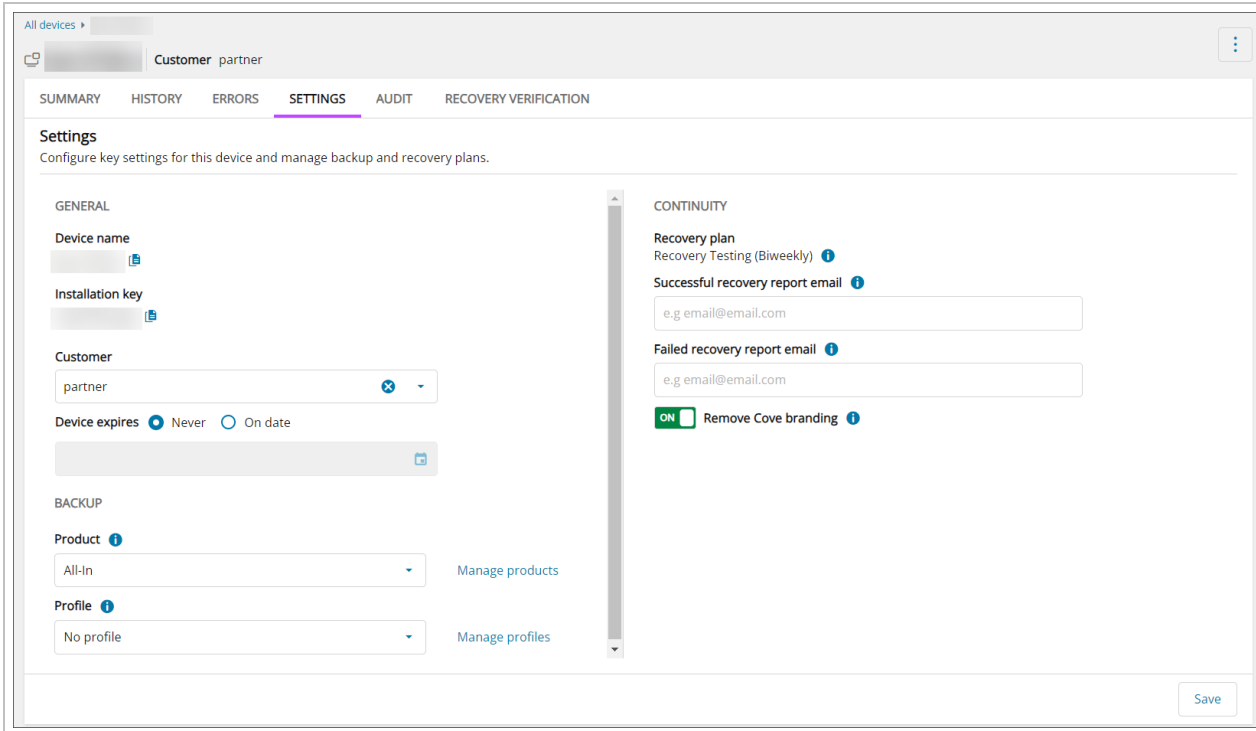 All devices
Customer partner
SUMMARY HISTORY ERRORS SETTINGS AUDIT RECOVERY VERIFICATION
Settings
Configure key settings for this device and manage backup and recovery plans.
GENERAL
Device name
Installation key
Customer
partner
Device expires Never On date
BACKUP
Product
All-In Manage products
Profile
No profile Manage profiles
CONTINUITY
Recovery plan
Recovery Testing (Biweekly)
Successful recovery report email
e.g email@email.com
Failed recovery report email
e.g email@email.com
ON Remove Cove branding
Save